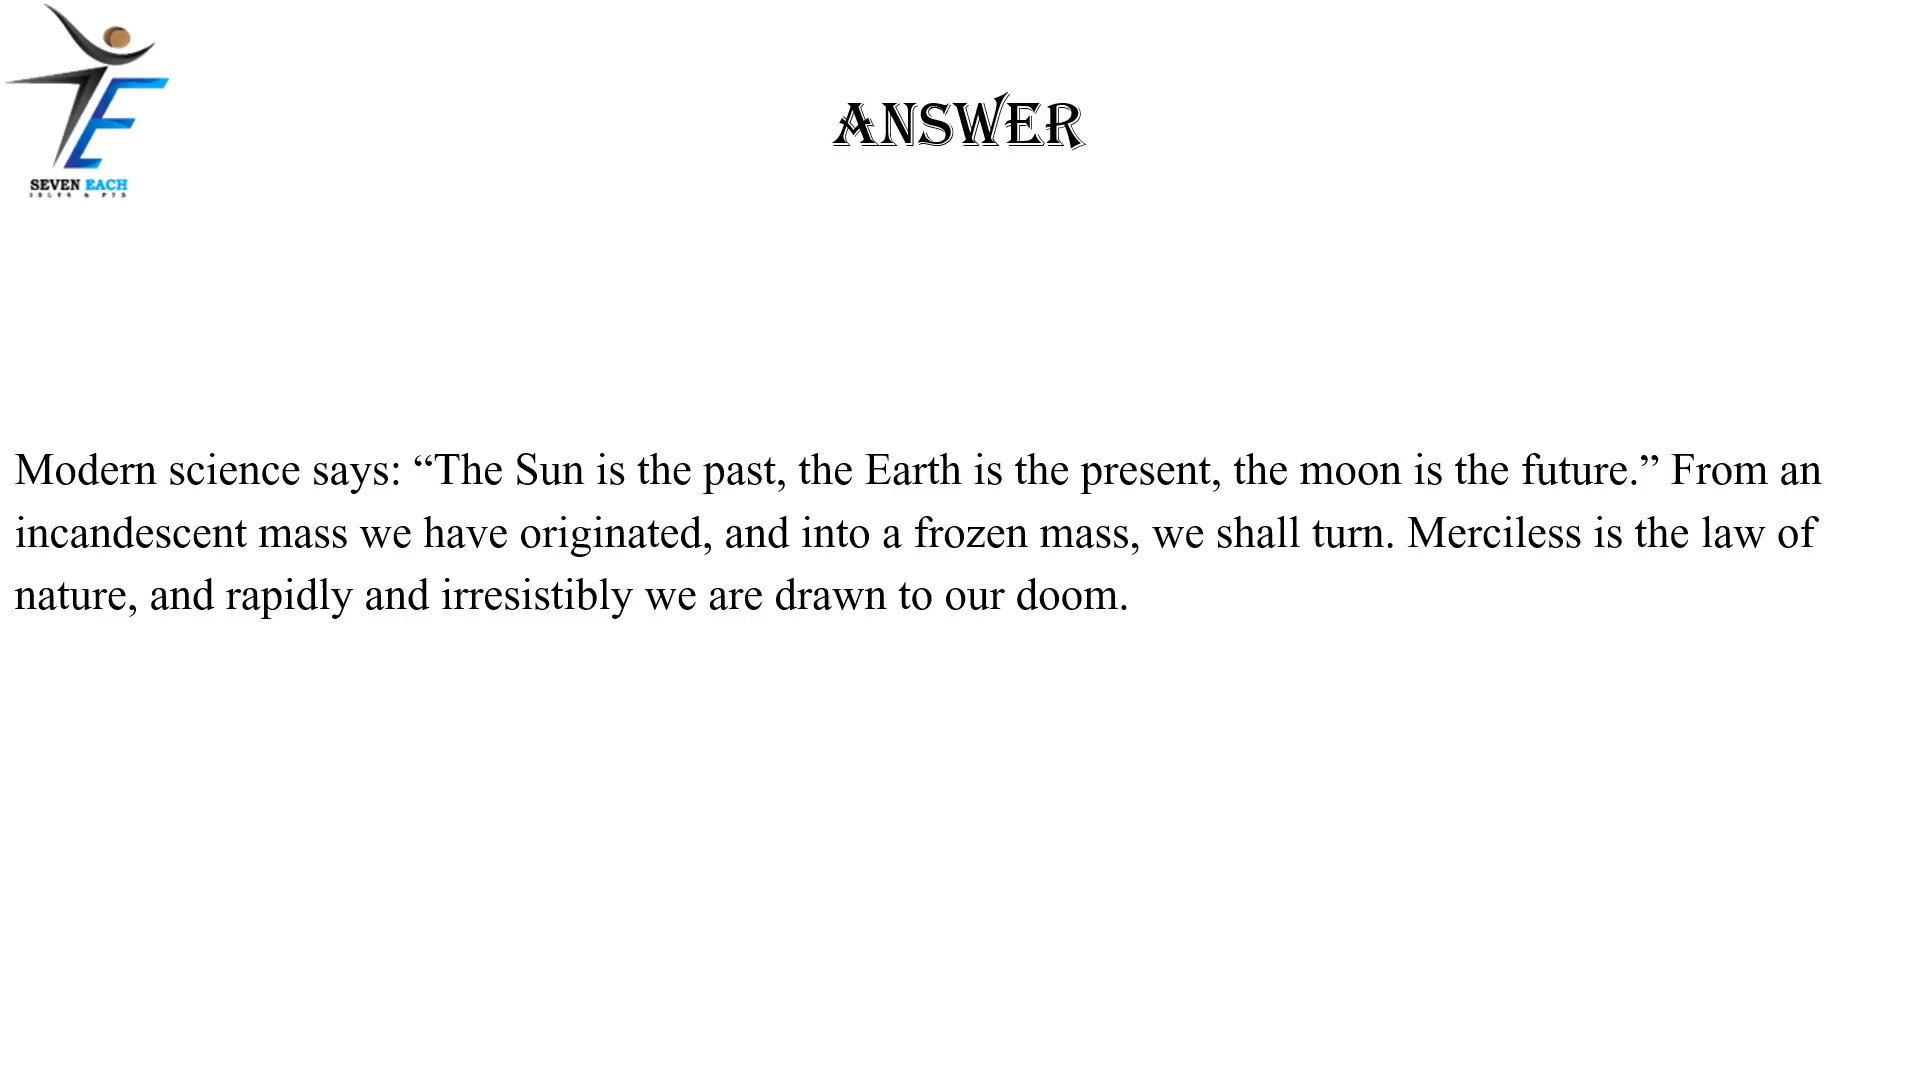 SEVEN EACH
ANSWER
Modern science says: “The Sun is the past, the Earth is the present, the moon is the future.” From an
incandescent mass we have originated, and into a frozen mass, we shall turn. Merciless is the law of
nature, and rapidly and irresistibly we are drawn to our doom.